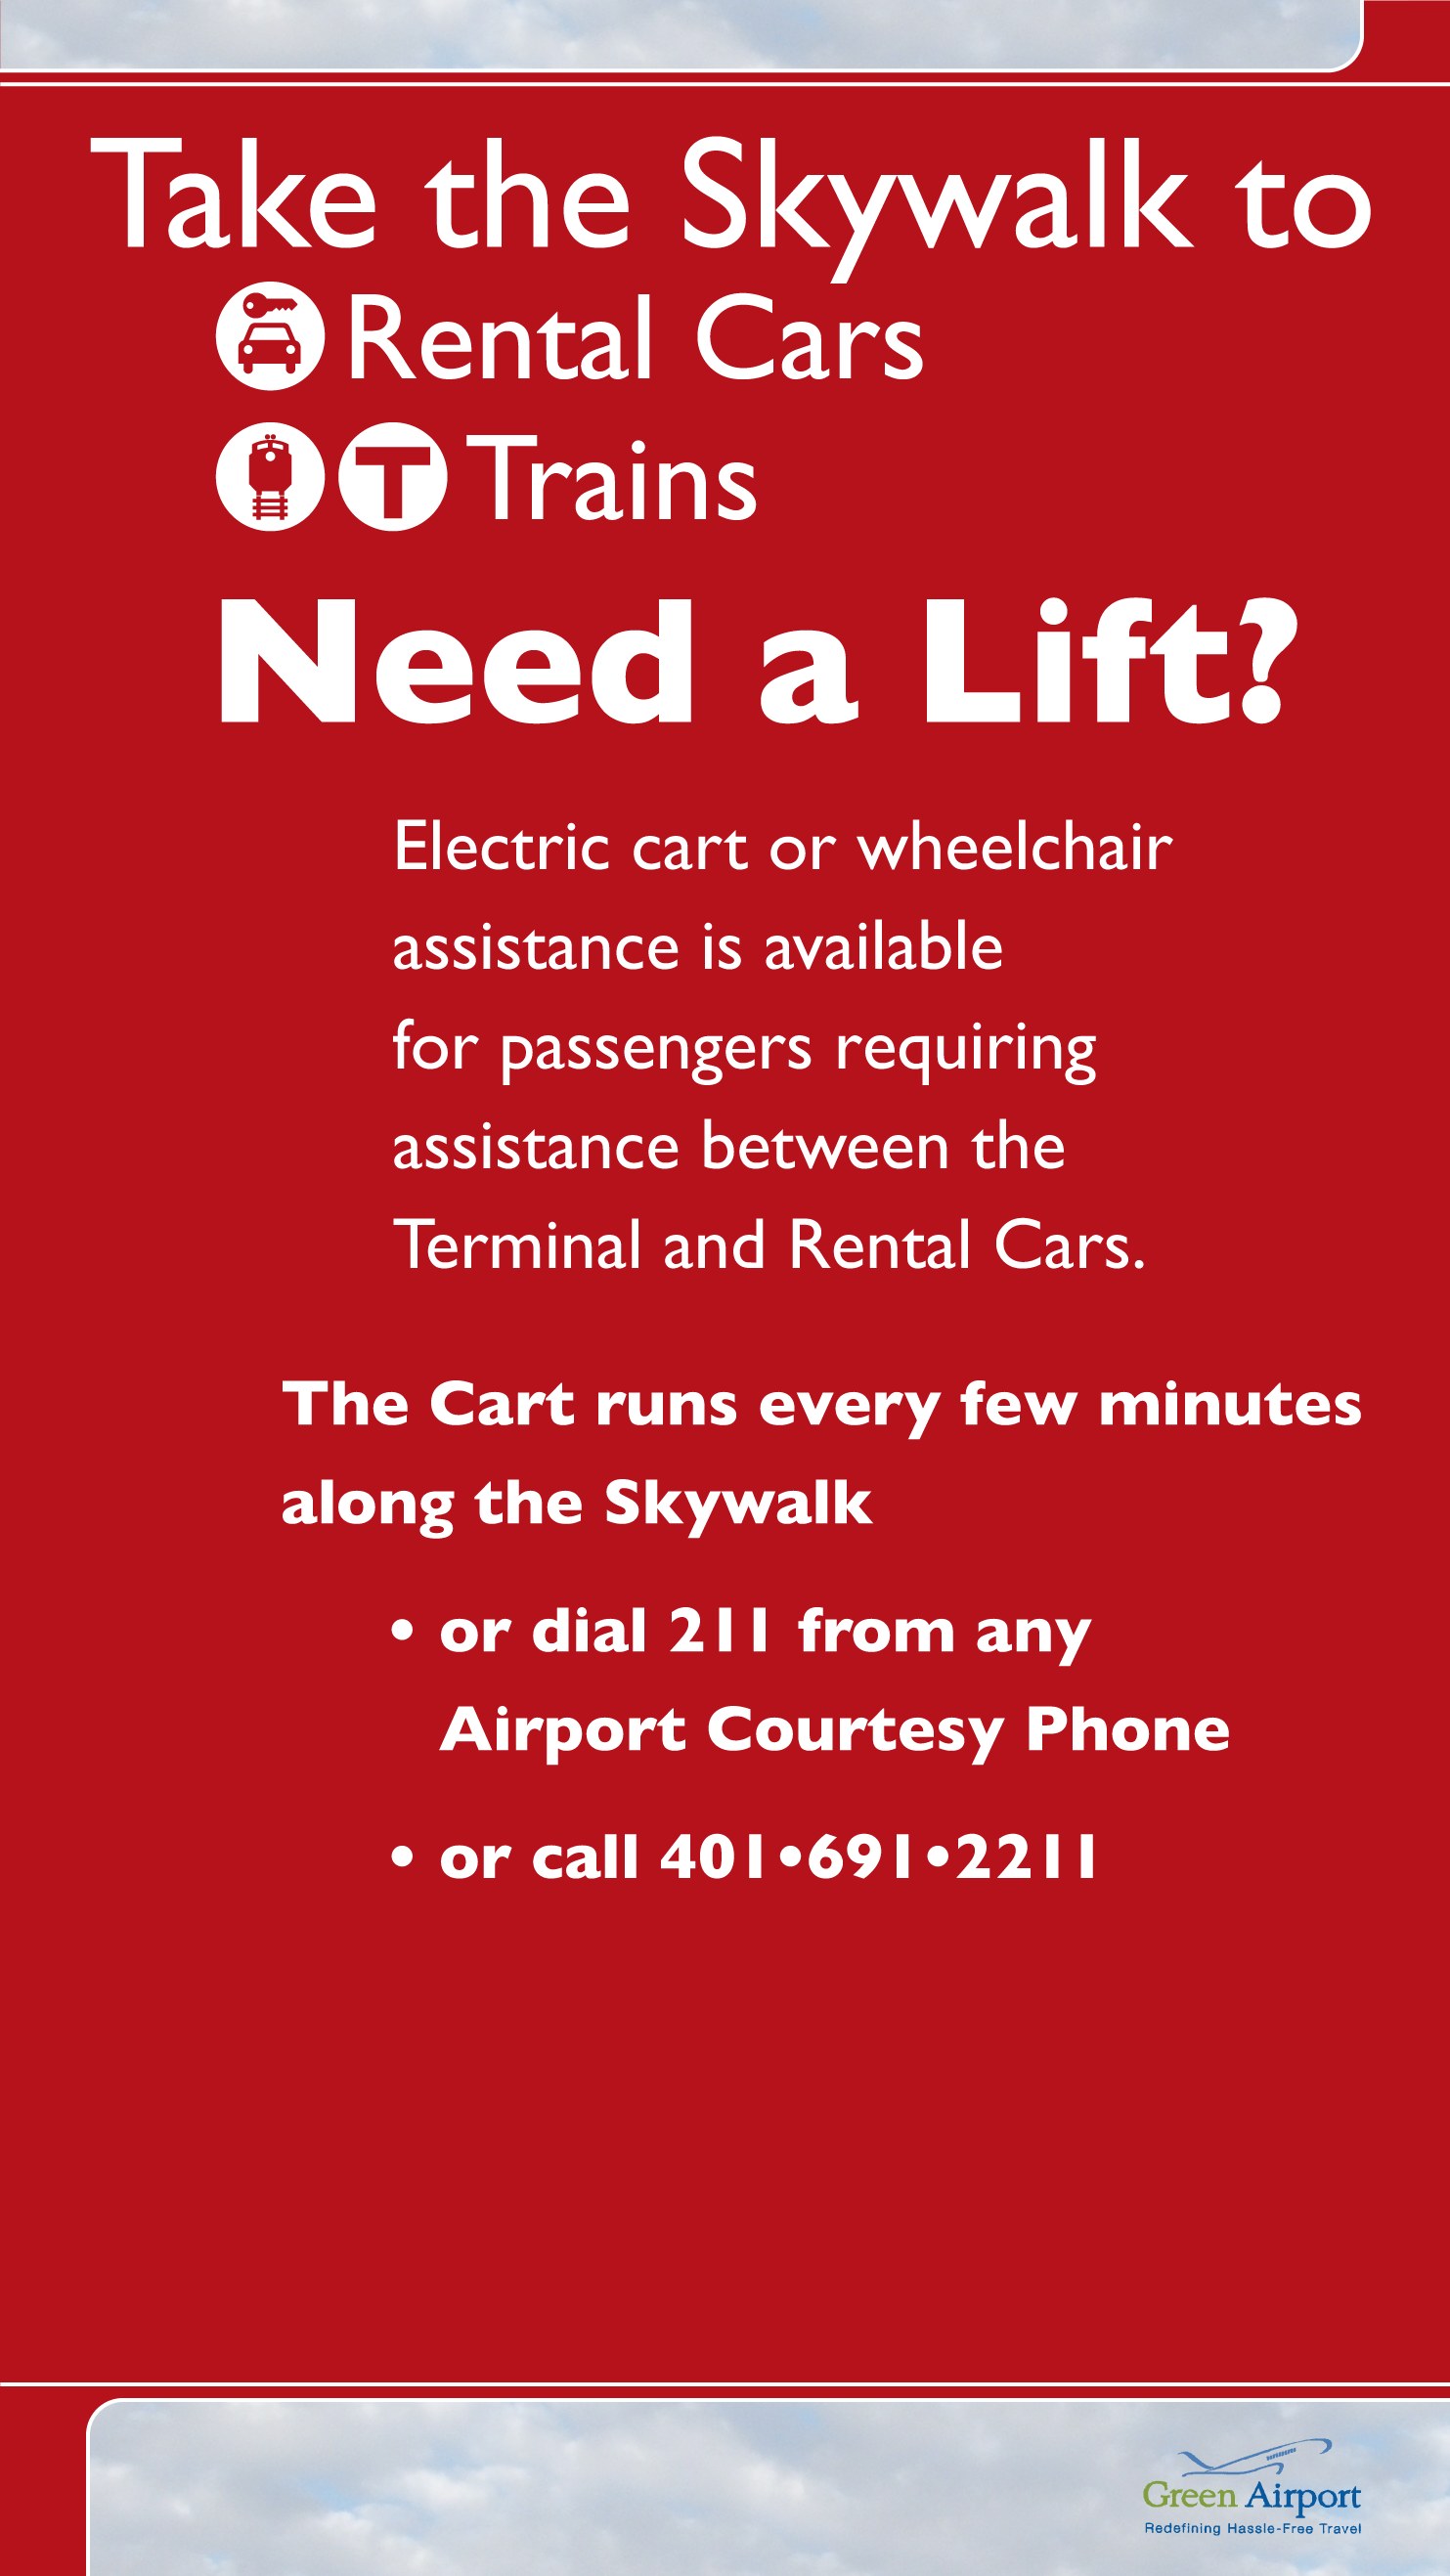 Take the Skywalk to
Rental Cars
T Trains
Need a Lift?
Electric cart or wheelchair
assistance is available
for passengers requiring
assistance between the
Terminal and Rental Cars.
The Cart runs every few minutes
along the Skywalk
• or dial 211 from any
Airport Courtesy Phone
• or call 401•691•2211
Green Airport
Redefining Hassle-Free Travel